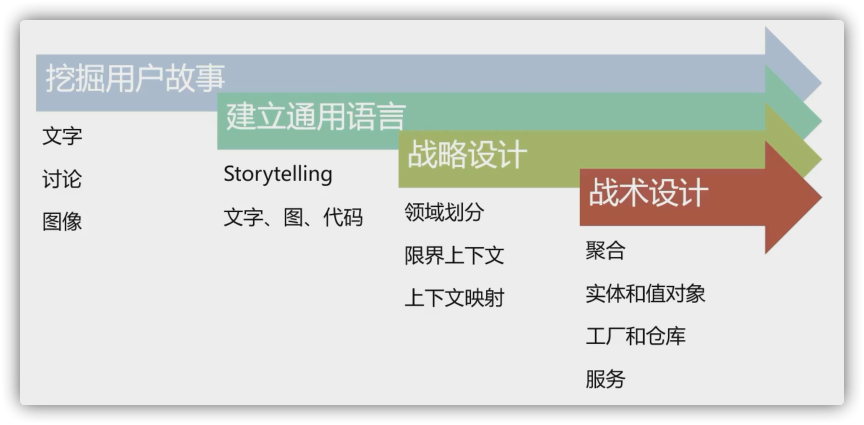 挖掘用户故事
文字
讨论
图像
建立通用语言
Storytelling
文字、图、代码
战略设计
领域划分
限界上下文
上下文映射
战术设计
聚合
实体和值对象
工厂和仓库
服务